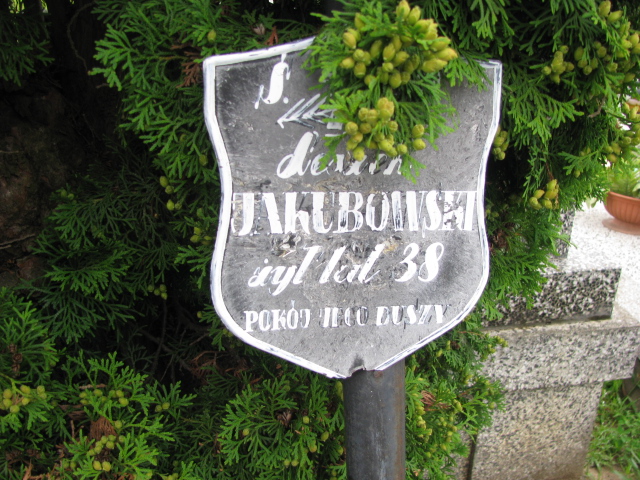 Ś.
JAKUBOWSKI
żył lat 38
POKÓJ JEGO DUSZY